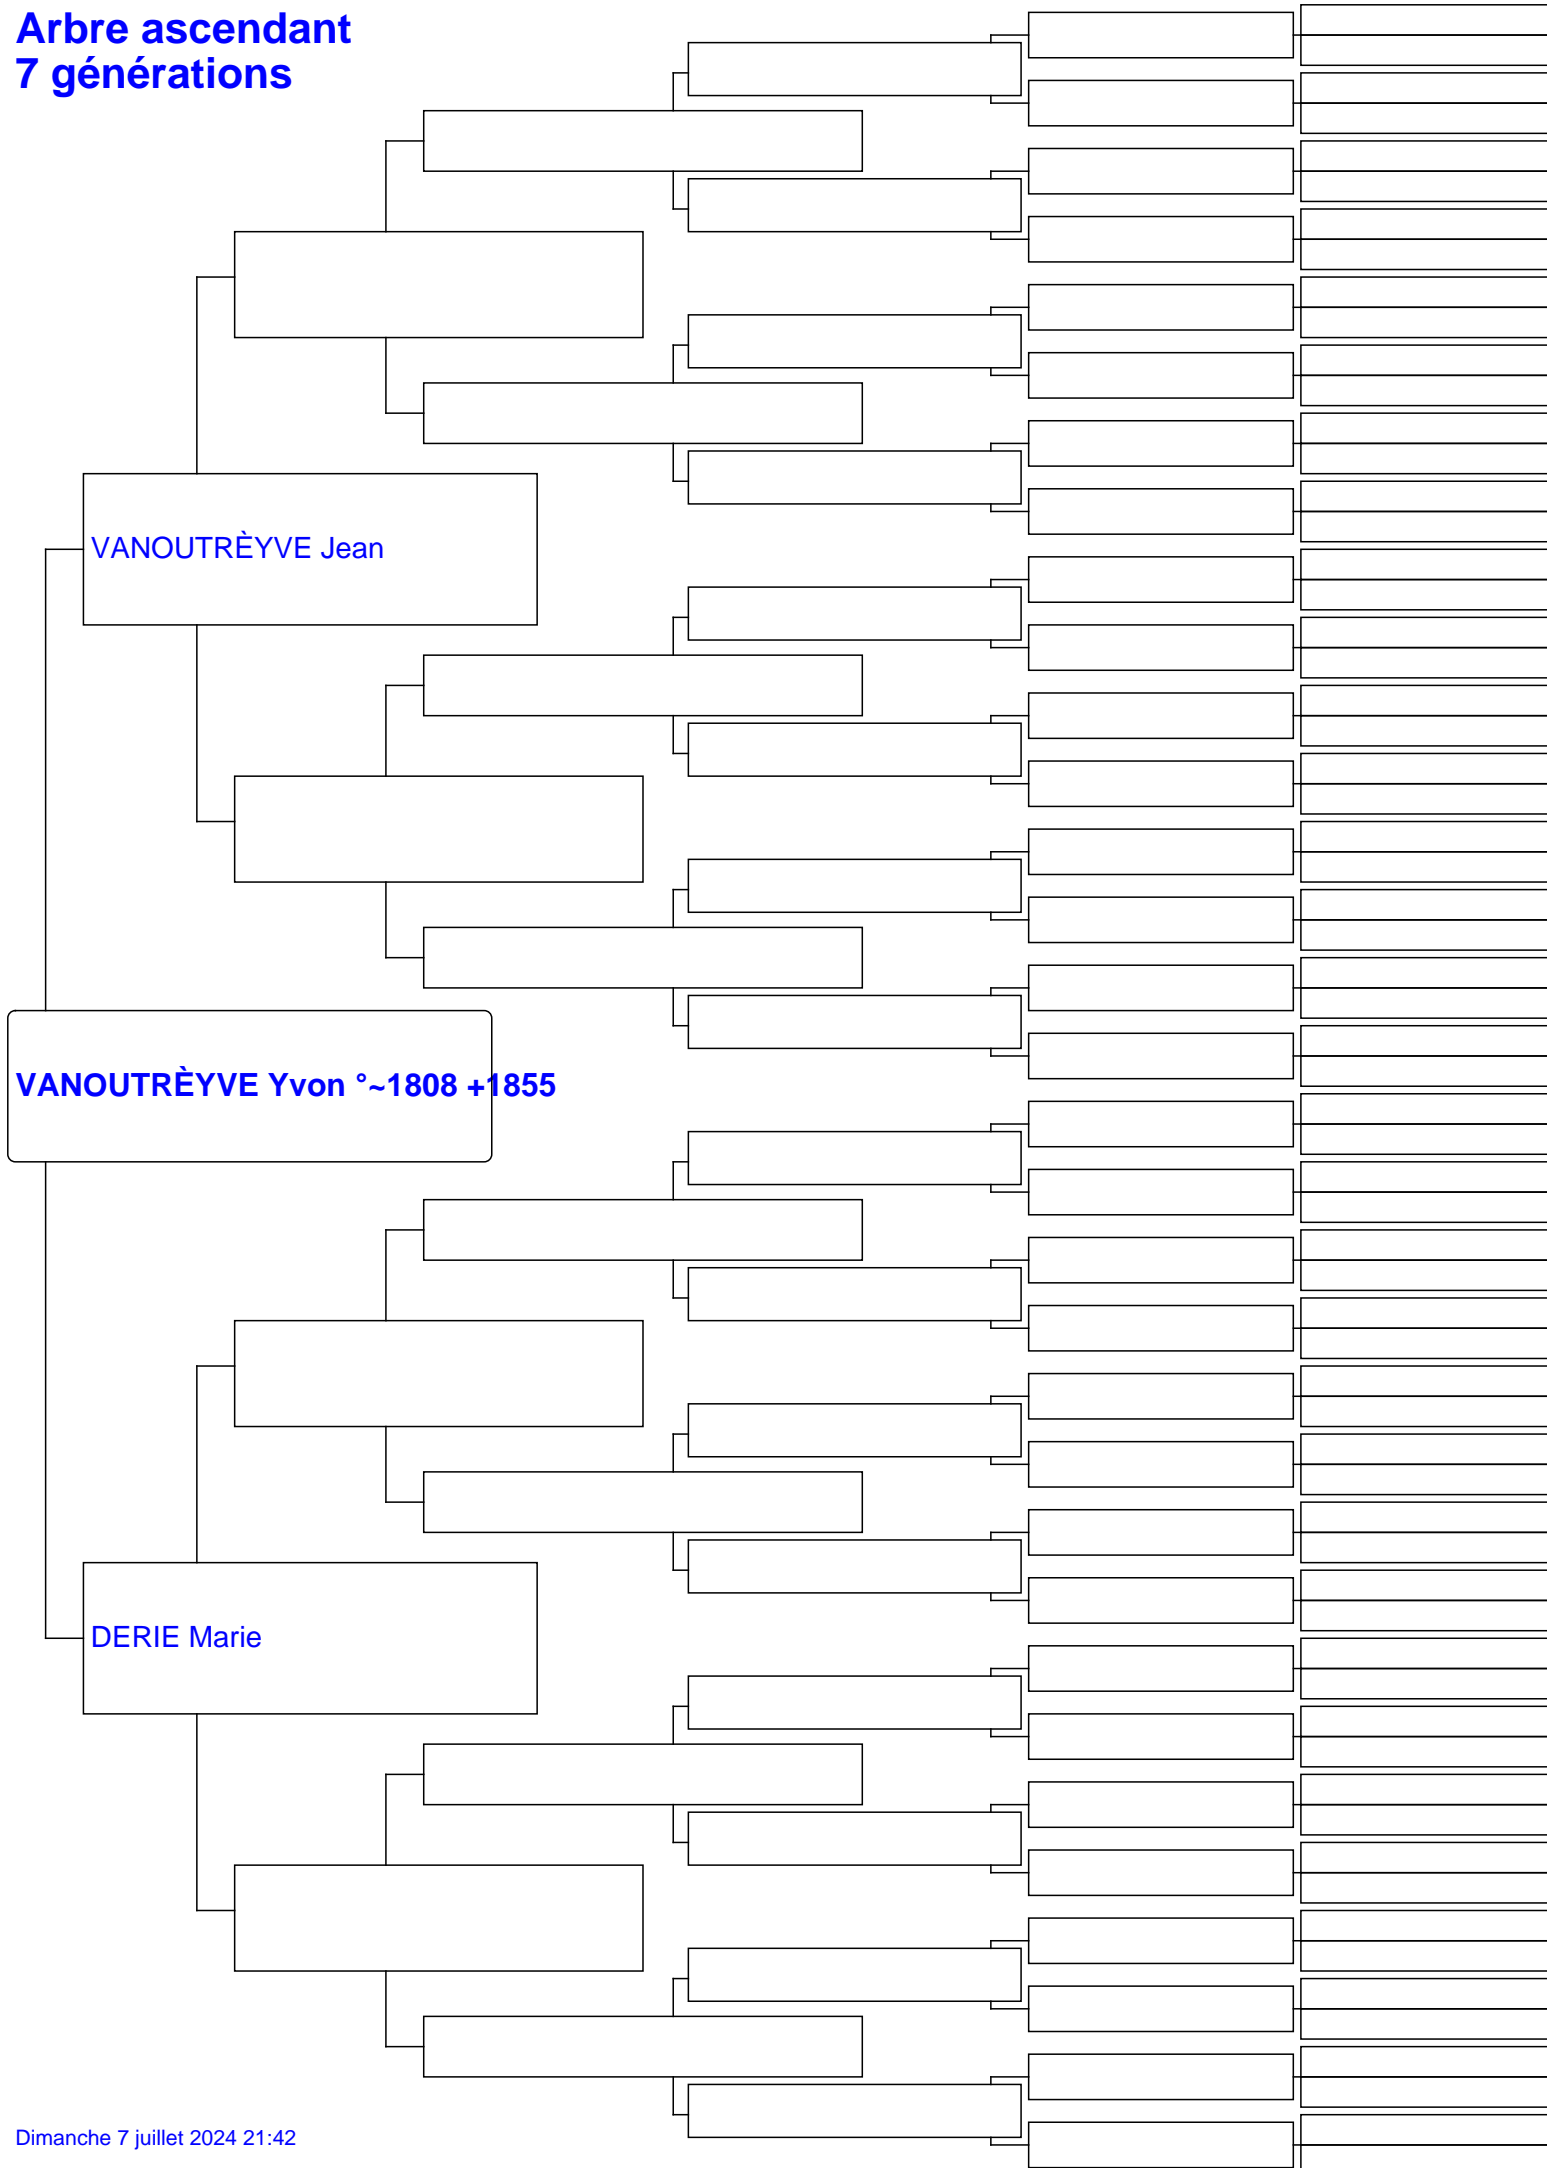 Arbre ascendant
7 générations
VANOUTRÈYVE Jean
VANOUTRÈYVE Yvon °~1808 +1855
DERIE Marie
Dimanche 7 juillet 2024 21:42